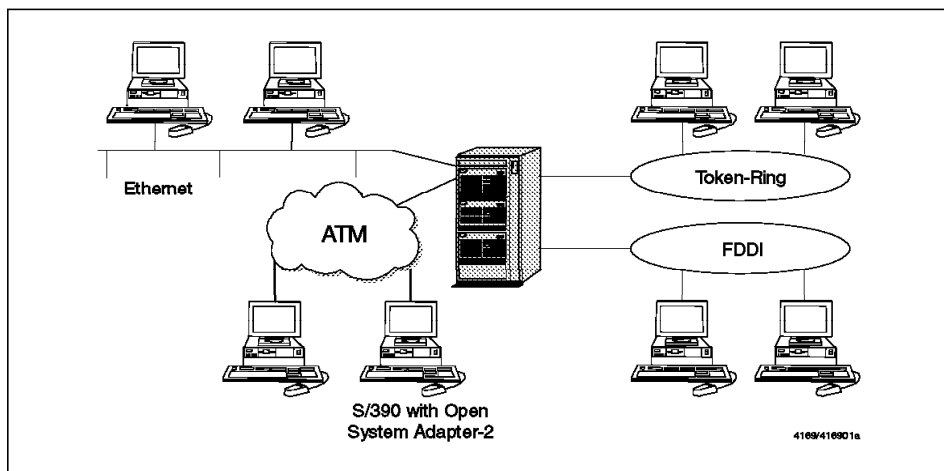 Ethernet
Token-Ring
ATM
FDDI
S/390 with Open
System Adapter-2
4169/416901a